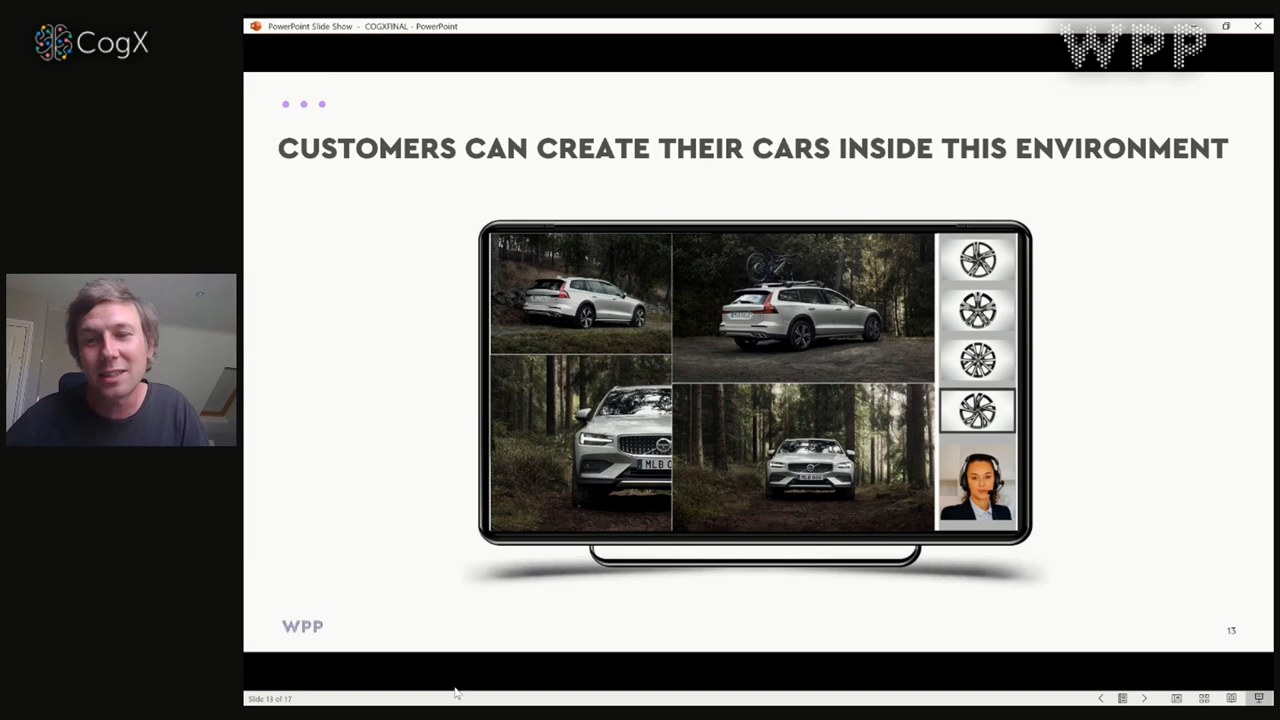 CogX
PowerPoint Slide Show - COGXFINAL - PowerPoint
WPP
CUSTOMERS CAN CREATE THEIR CARS INSIDE THIS ENVIRONMENT
MLB
WPP
13
Slide 13 of 17